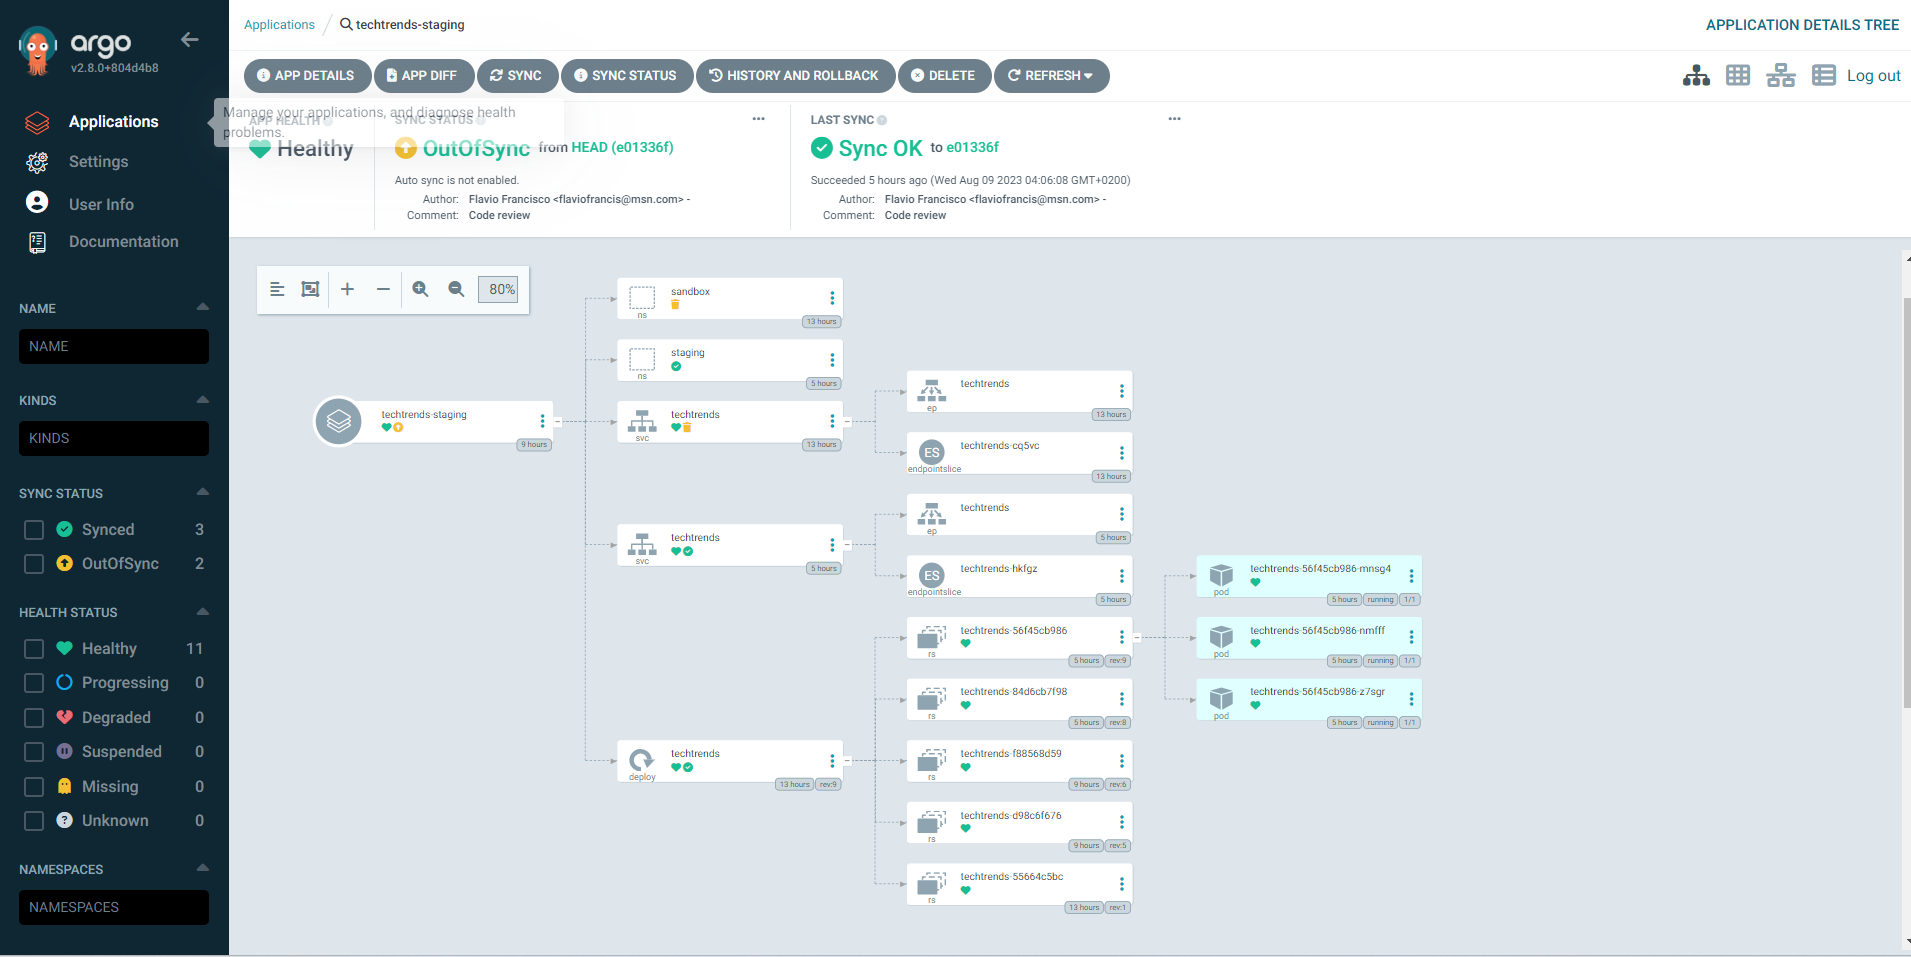 argo
v2.8.0+804d4b8
Applications
Settings
User Info
Documentation
NAME
NAME
KINDS
KINDS
SYNC STATUS
Synced 3
OutOfSync 2
HEALTH STATUS
Healthy 11
Progressing 0
Degraded 0
Suspended 0
Missing 0
Unknown 0
NAMESPACES
NAMESPACES
Applications / techtrends-staging
APPLICATION DETAILS TREE
APP DETAILS APP DIFF SYNC SYNC STATUS HISTORY AND ROLLBACK DELETE REFRESH
Log out
Manage your applications, and diagnose health
problems.
APP HEALTH
Healthy
SYNC STATUS
OutOfSync from HEAD (e01336f)
Auto sync is not enabled.
Author: Flavio Francisco <flaviofrancis@msn.com> -
Comment: Code review
LAST SYNC
Sync OK to e01336f
Succeeded 5 hours ago (Wed Aug 09 2023 04:06:08 GMT+0200)
Author: Flavio Francisco <flaviofrancis@msn.com> -
Comment: Code review
80%
techtrends-staging
9 hours
sandbox
ns
13 hours
staging
ns
5 hours
techtrends
svc
13 hours
techtrends
svc
5 hours
techtrends
deploy
13 hours rev:9
techtrends
ep
13 hours
ES
techtrends-cq5vc
endpointslice
13 hours
techtrends
ep
5 hours
ES
techtrends-hkfgz
endpointslice
5 hours
techtrends-56f45cb986
rs
5 hours rev:9
techtrends-84d6cb7f98
rs
5 hours rev:8
techtrends-f88568d59
rs
9 hours rev:6
techtrends-d98c6f676
rs
9 hours rev:5
techtrends-55664c5bc
rs
13 hours rev:1
techtrends-56f45cb986-mnsg4
pod
5 hours running 1/1
techtrends-56f45cb986-nmfff
pod
5 hours running 1/1
techtrends-56f45cb986-z7sgr
pod
5 hours running 1/1